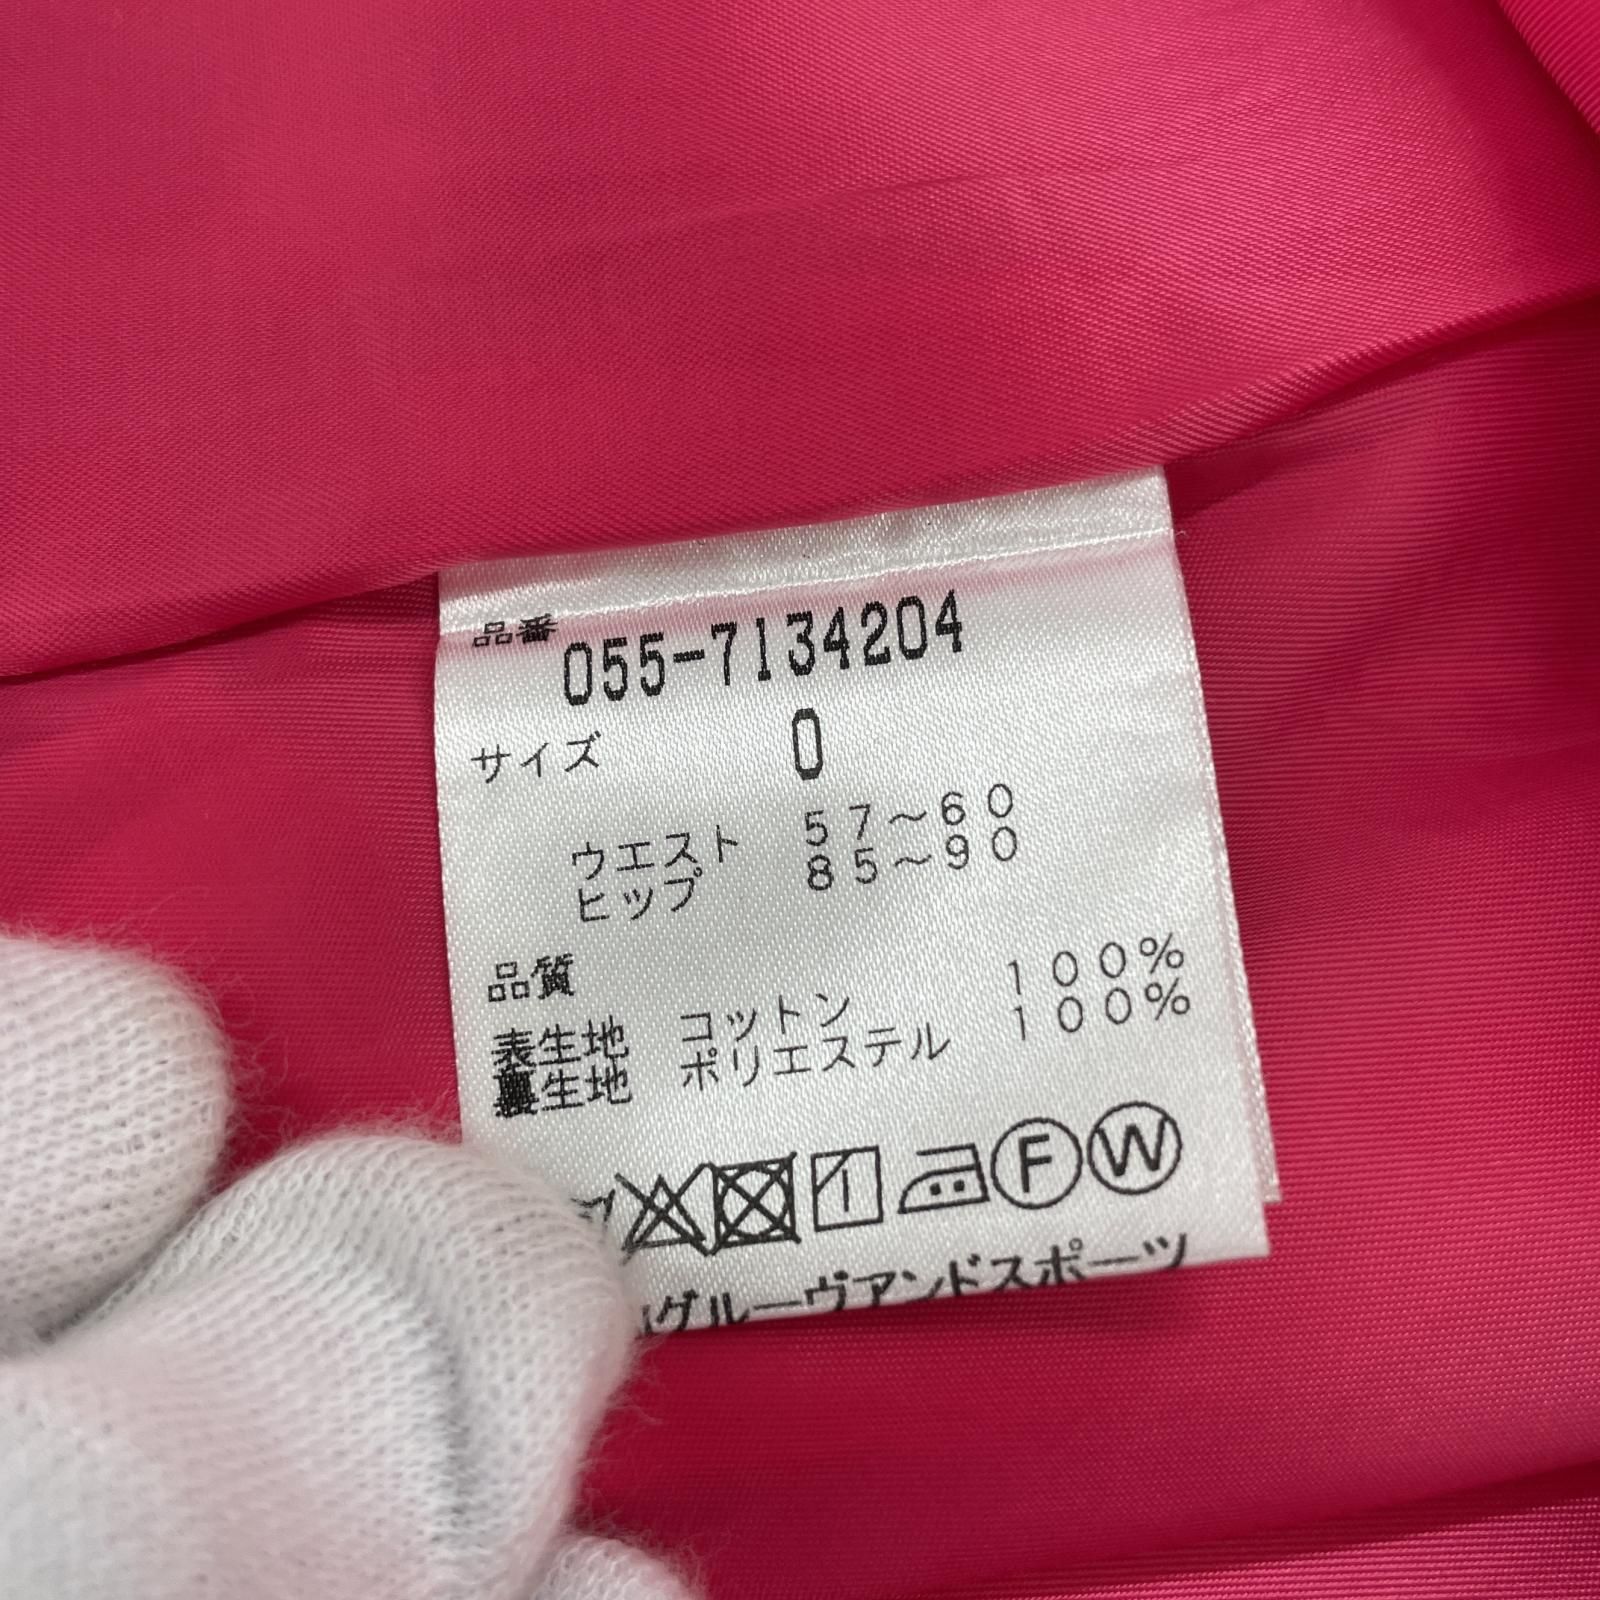 品番
055-7134204
サイズ 0
ウエスト 57～60
ヒップ 85～90
品質
表生地 コットン 100%
裏生地 ポリエステル 100%
F W
グルーヴアンドスポーツ